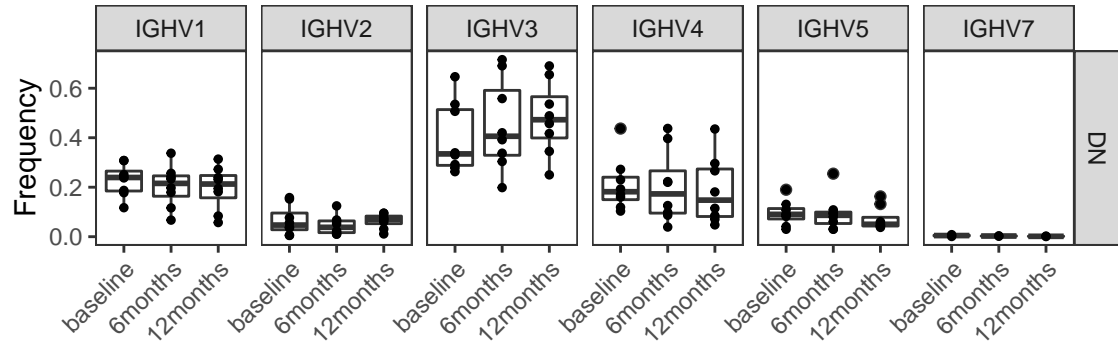 IGHV1 IGHV2 IGHV3 IGHV4 IGHV5 IGHV7
DN
Frequency
0.6
0.4
0.2
0.0
baseline 6months 12months baseline 6months 12months baseline 6months 12months baseline 6months 12months baseline 6months 12months baseline 6months 12months